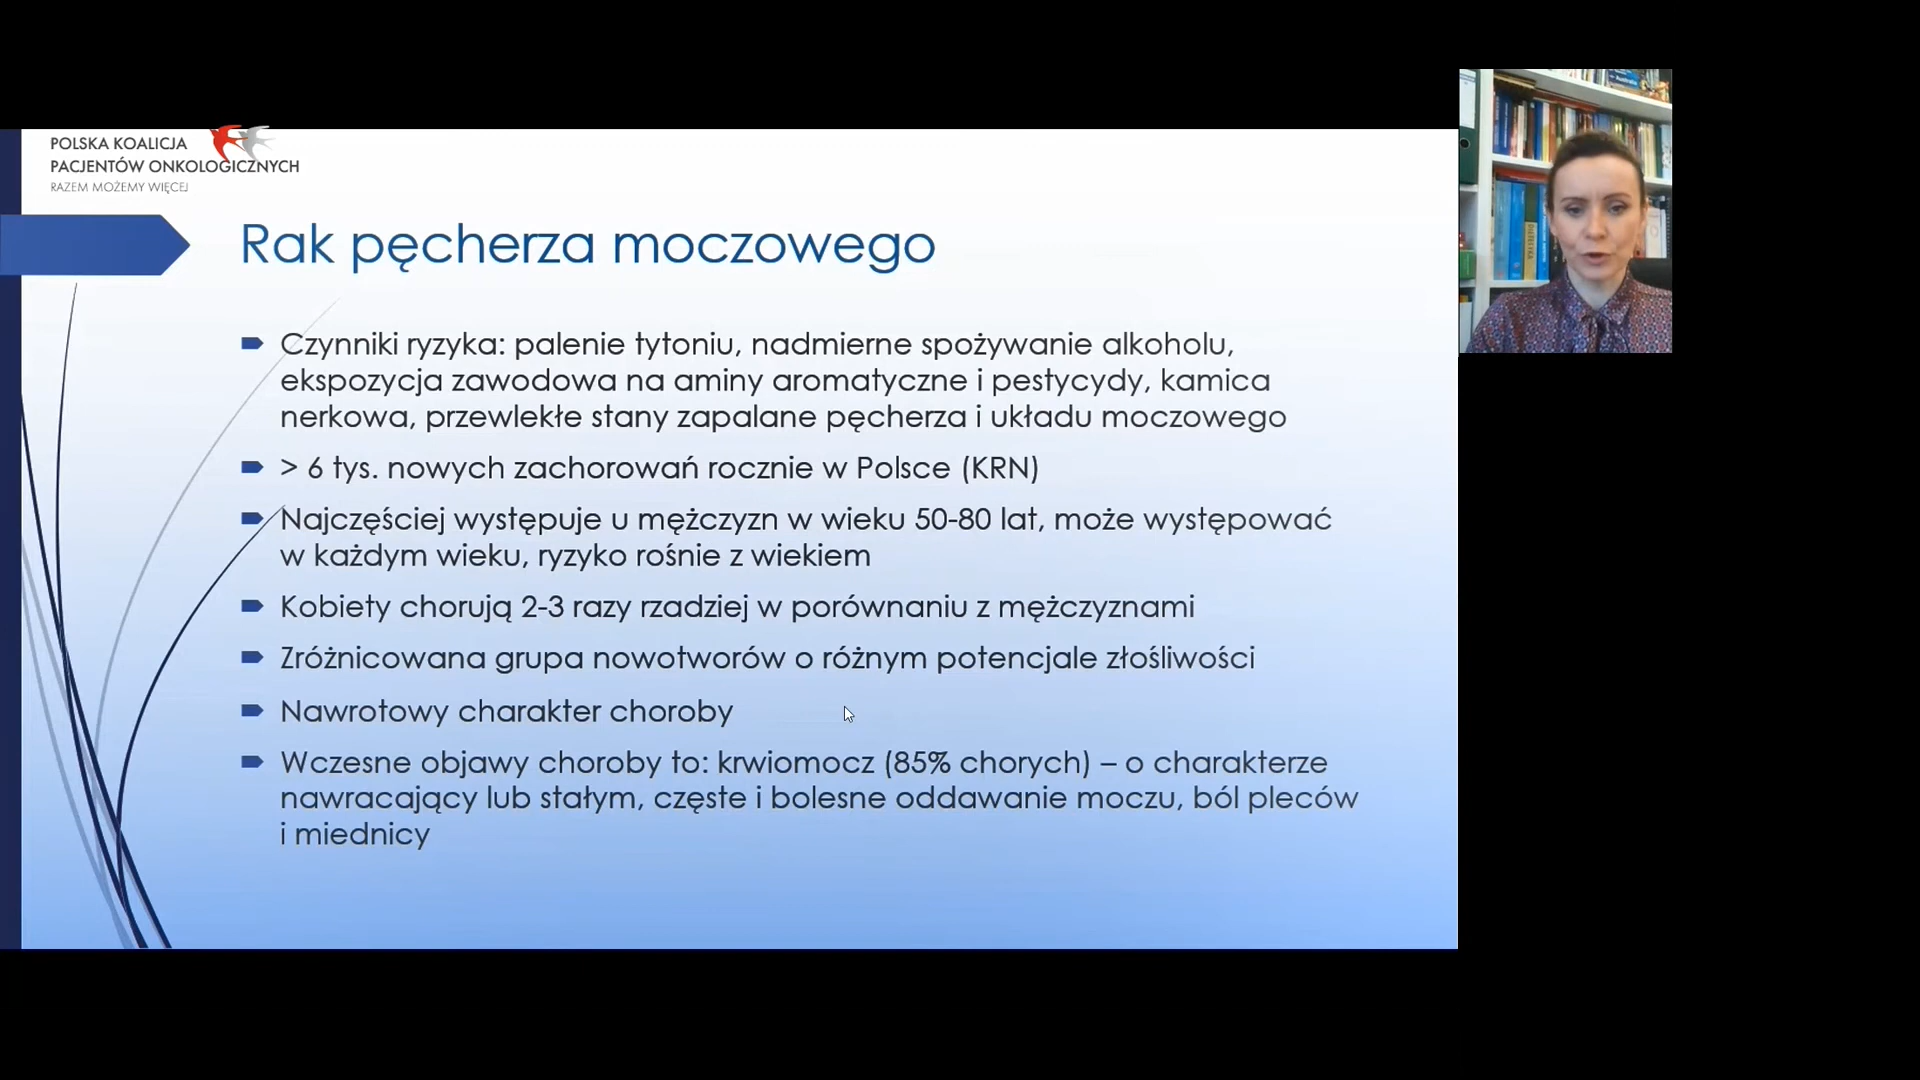 POLSKA KOALICJA
PACJENTÓW ONKOLOGICZNYCH
RAZEM MOŻEMY WIĘCEJ
Rak pęcherza moczowego
Czynniki ryzyka: palenie tytoniu, nadmierne spożywanie alkoholu,
ekspozycja zawodowa na aminy aromatyczne i pestycydy, kamica
nerkowa, przewlekłe stany zapalane pęcherza i układu moczowego
> 6 tys. nowych zachorowań rocznie w Polsce (KRN)
Najczęściej występuje u mężczyzn w wieku 50-80 lat, może występować
w każdym wieku, ryzyko rośnie z wiekiem
Kobiety chorują 2-3 razy rzadziej w porównaniu z mężczyznami
Zróżnicowana grupa nowotworów o różnym potencjale złośliwości
Nawrotowy charakter choroby
Wczesne objawy choroby to: krwiomocz (85% chorych) – o charakterze
nawracający lub stałym, częste i bolesne oddawanie moczu, ból pleców
i miednicy